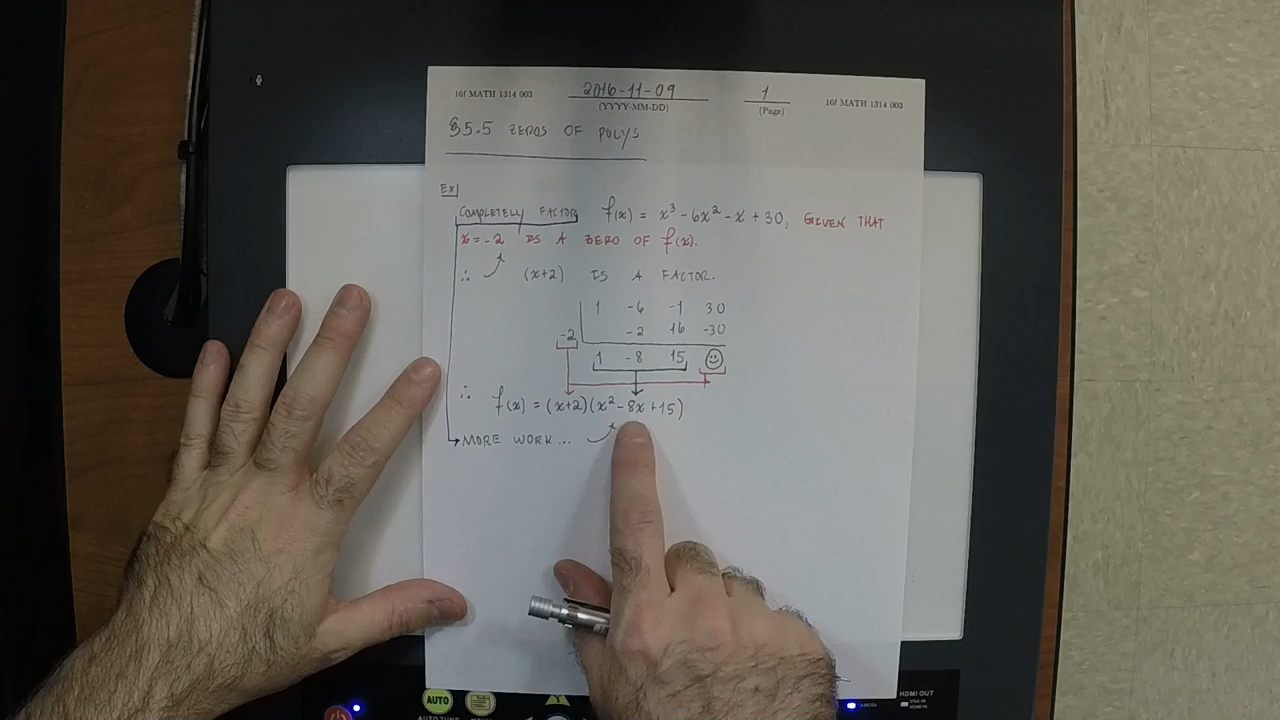 16f MATH 1314 003 2016-11-09 1 16f MATH 1314 003
(YYYY-MM-DD) (Page)
§5.5 ZEROS OF POLYS
EX
COMPLETELY FACTOR f(x) = x³ - 6x² - x + 30, GIVEN THAT
x = -2 IS A ZERO OF f(x).
∴ (x+2) IS A FACTOR.
1 -6 -1 30
-2 -2 16 -30
1 -8 15 ☺
∴ f(x) = (x+2)(x² - 8x + 15)
MORE WORK...
AUTO
HDMI OUT